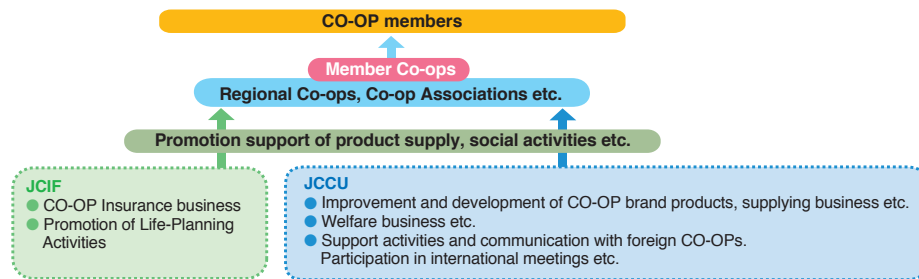 CO-OP members
Member Co-ops
Regional Co-ops, Co-op Associations etc.
Promotion support of product supply, social activities etc.
JCIF
● CO-OP Insurance business
● Promotion of Life-Planning
Activities
JCCU
● Improvement and development of CO-OP brand products, supplying business etc.
● Welfare business etc.
● Support activities and communication with foreign CO-OPs.
Participation in international meetings etc.